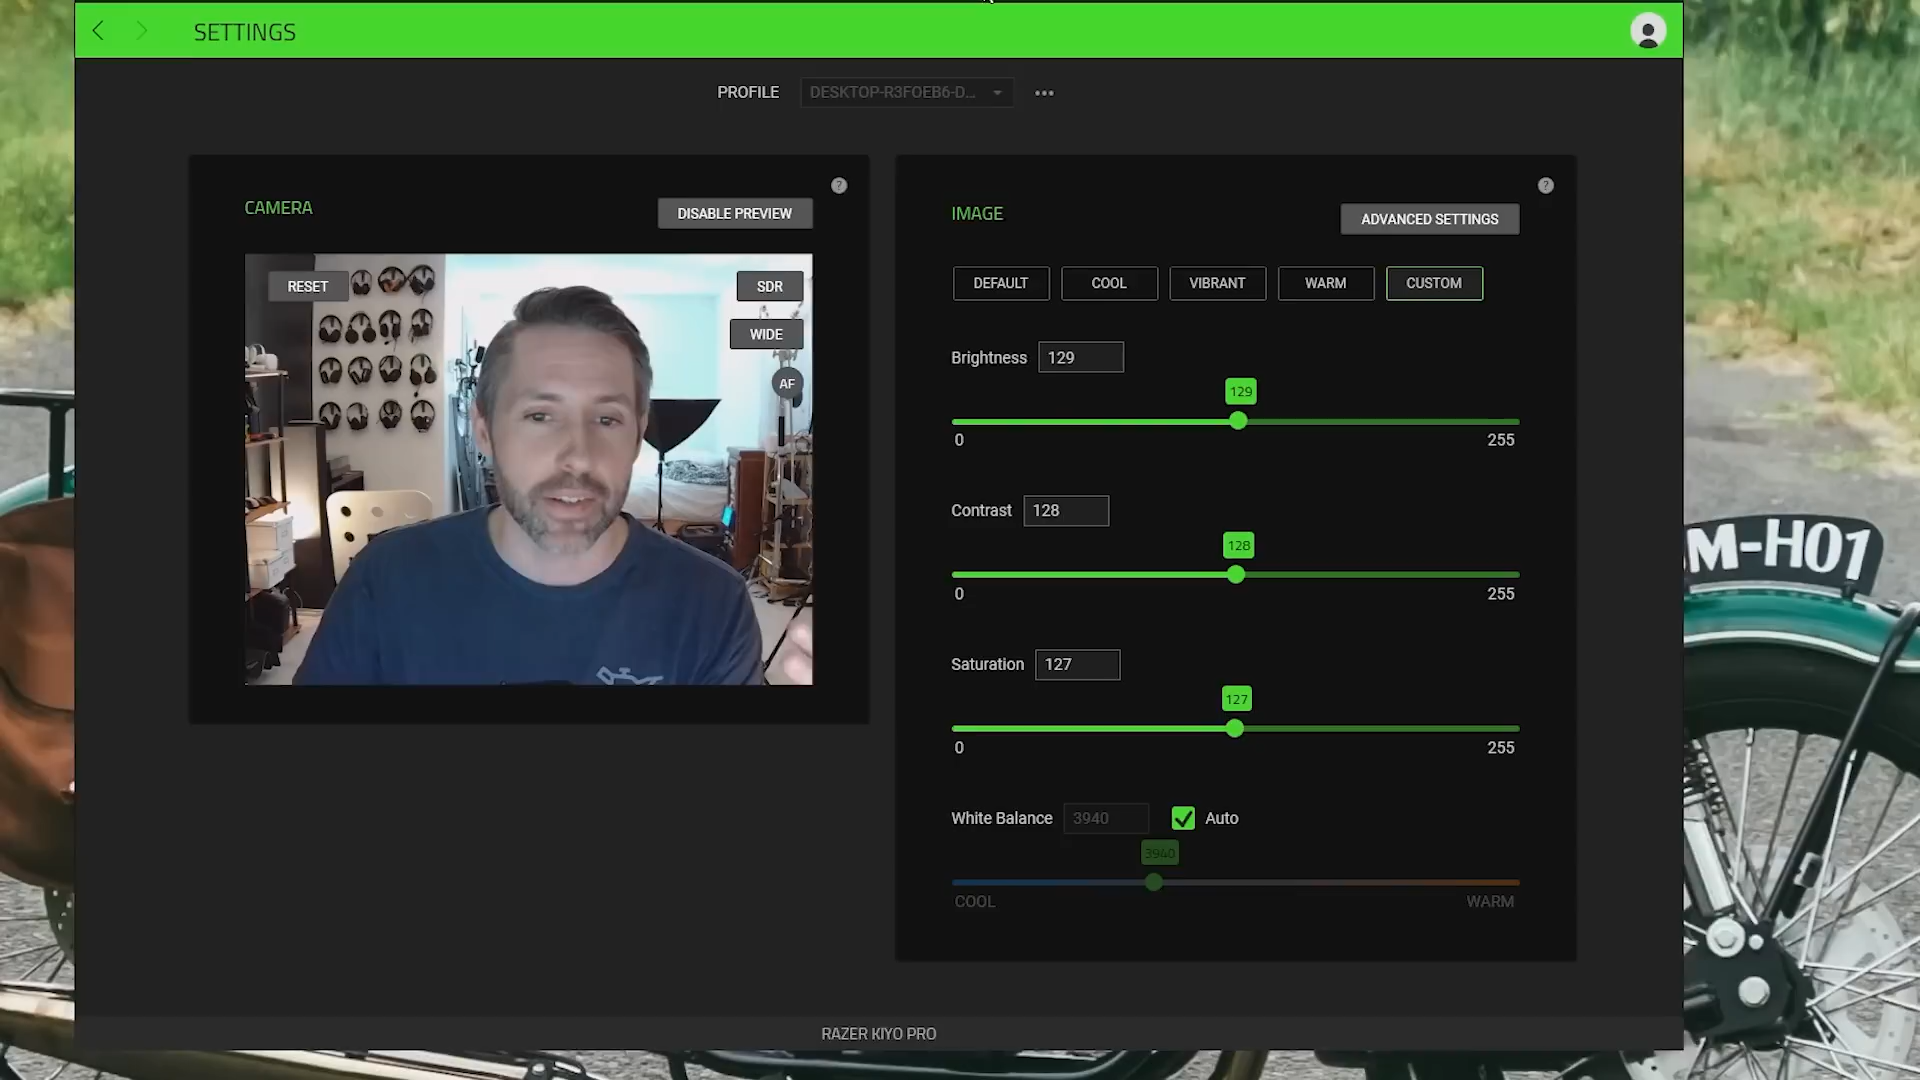 SETTINGS
PROFILE DESKTOP-R3FOEB6-D...
CAMERA
DISABLE PREVIEW
?
RESET
SDR
WIDE
AF
IMAGE
ADVANCED SETTINGS
?
DEFAULT COOL VIBRANT WARM CUSTOM
Brightness 129
129
0 255
Contrast 128
128
0 255
Saturation 127
127
0 255
White Balance 3940 Auto
3940
COOL WARM
M-H01
RAZER KIYO PRO